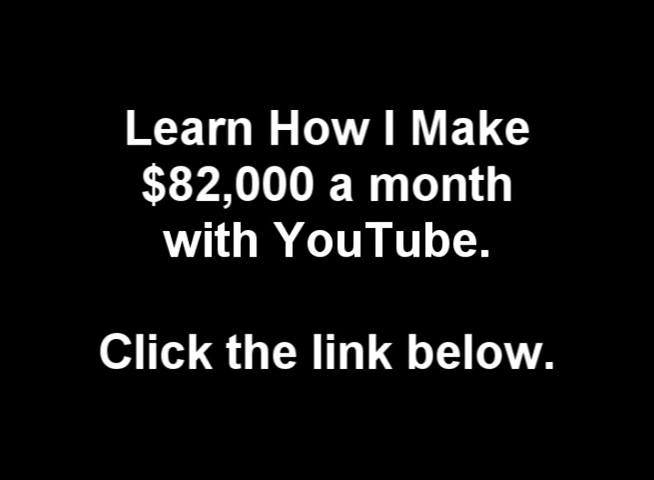 Learn How I Make
$82,000 a month
with YouTube.
Click the link below.